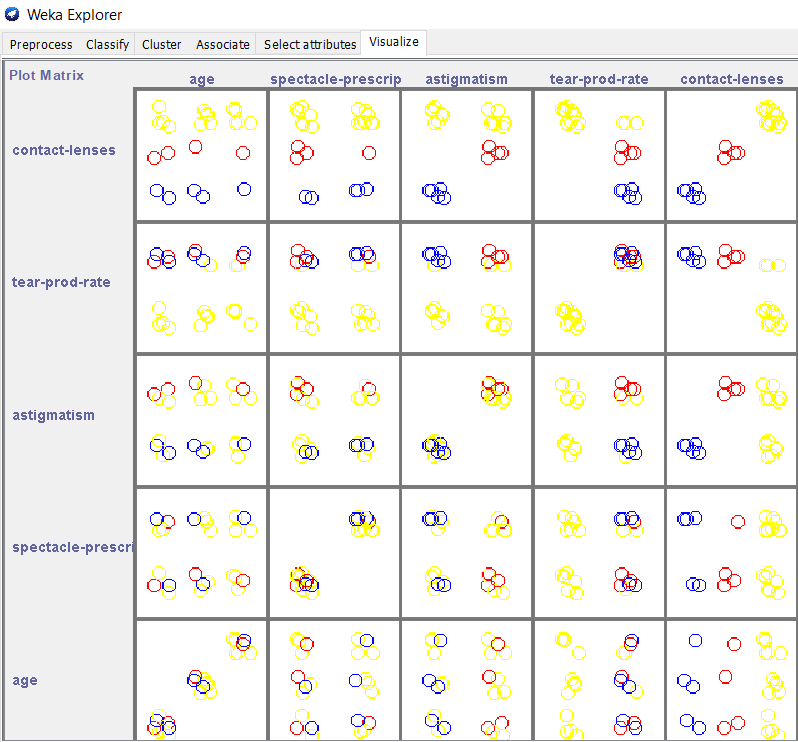 Weka Explorer
Preprocess Classify Cluster Associate Select attributes Visualize
Plot Matrix age spectacle-prescrip astigmatism tear-prod-rate contact-lenses
contact-lenses
tear-prod-rate
astigmatism
spectacle-prescri
age